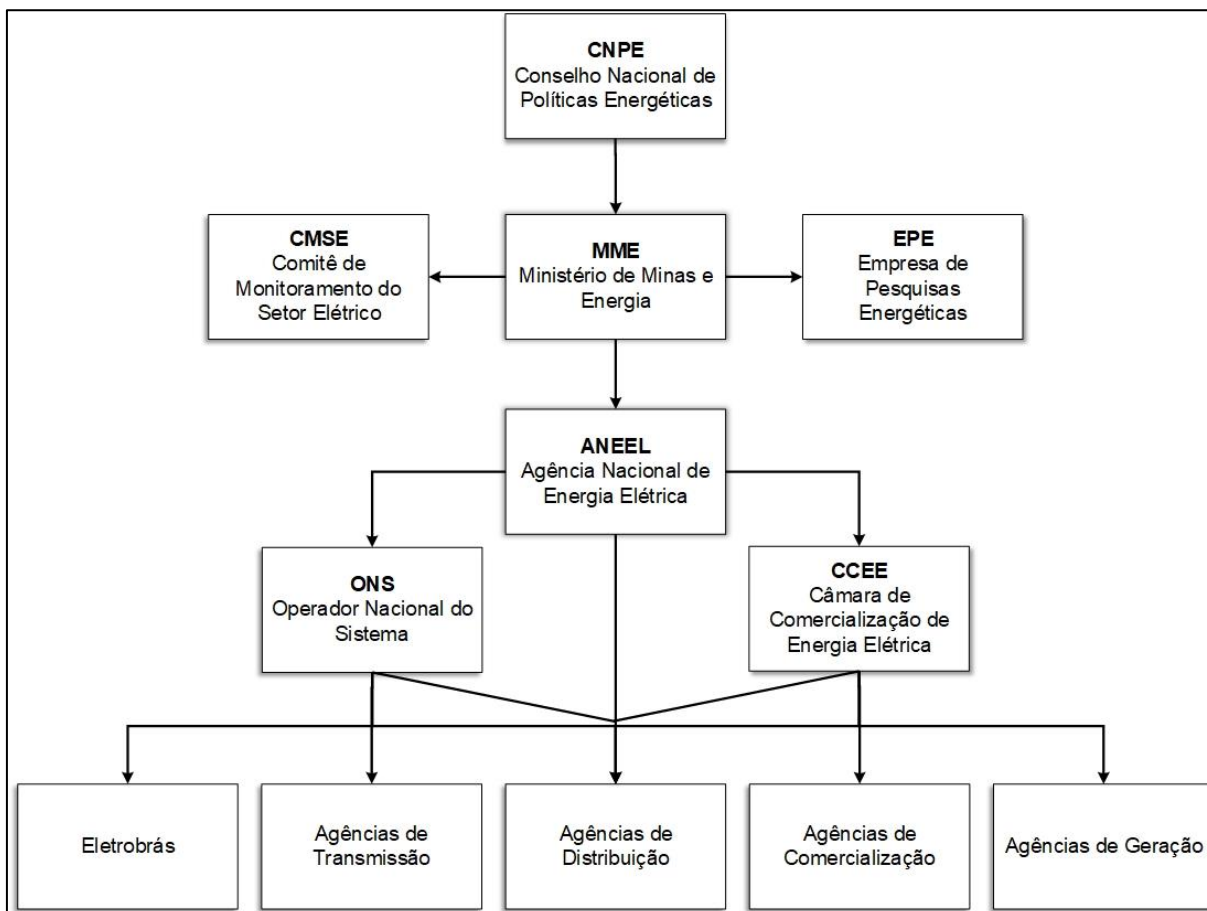 CNPE
Conselho Nacional de
Políticas Energéticas
CMSE
Comitê de
Monitoramento do
Setor Elétrico
MME
Ministério de Minas e
Energia
EPE
Empresa de
Pesquisas
Energéticas
ANEEL
Agência Nacional de
Energia Elétrica
ONS
Operador Nacional do
Sistema
CCEE
Câmara de
Comercialização de
Energia Elétrica
Eletrobrás
Agências de
Transmissão
Agências de
Distribuição
Agências de
Comercialização
Agências de Geração